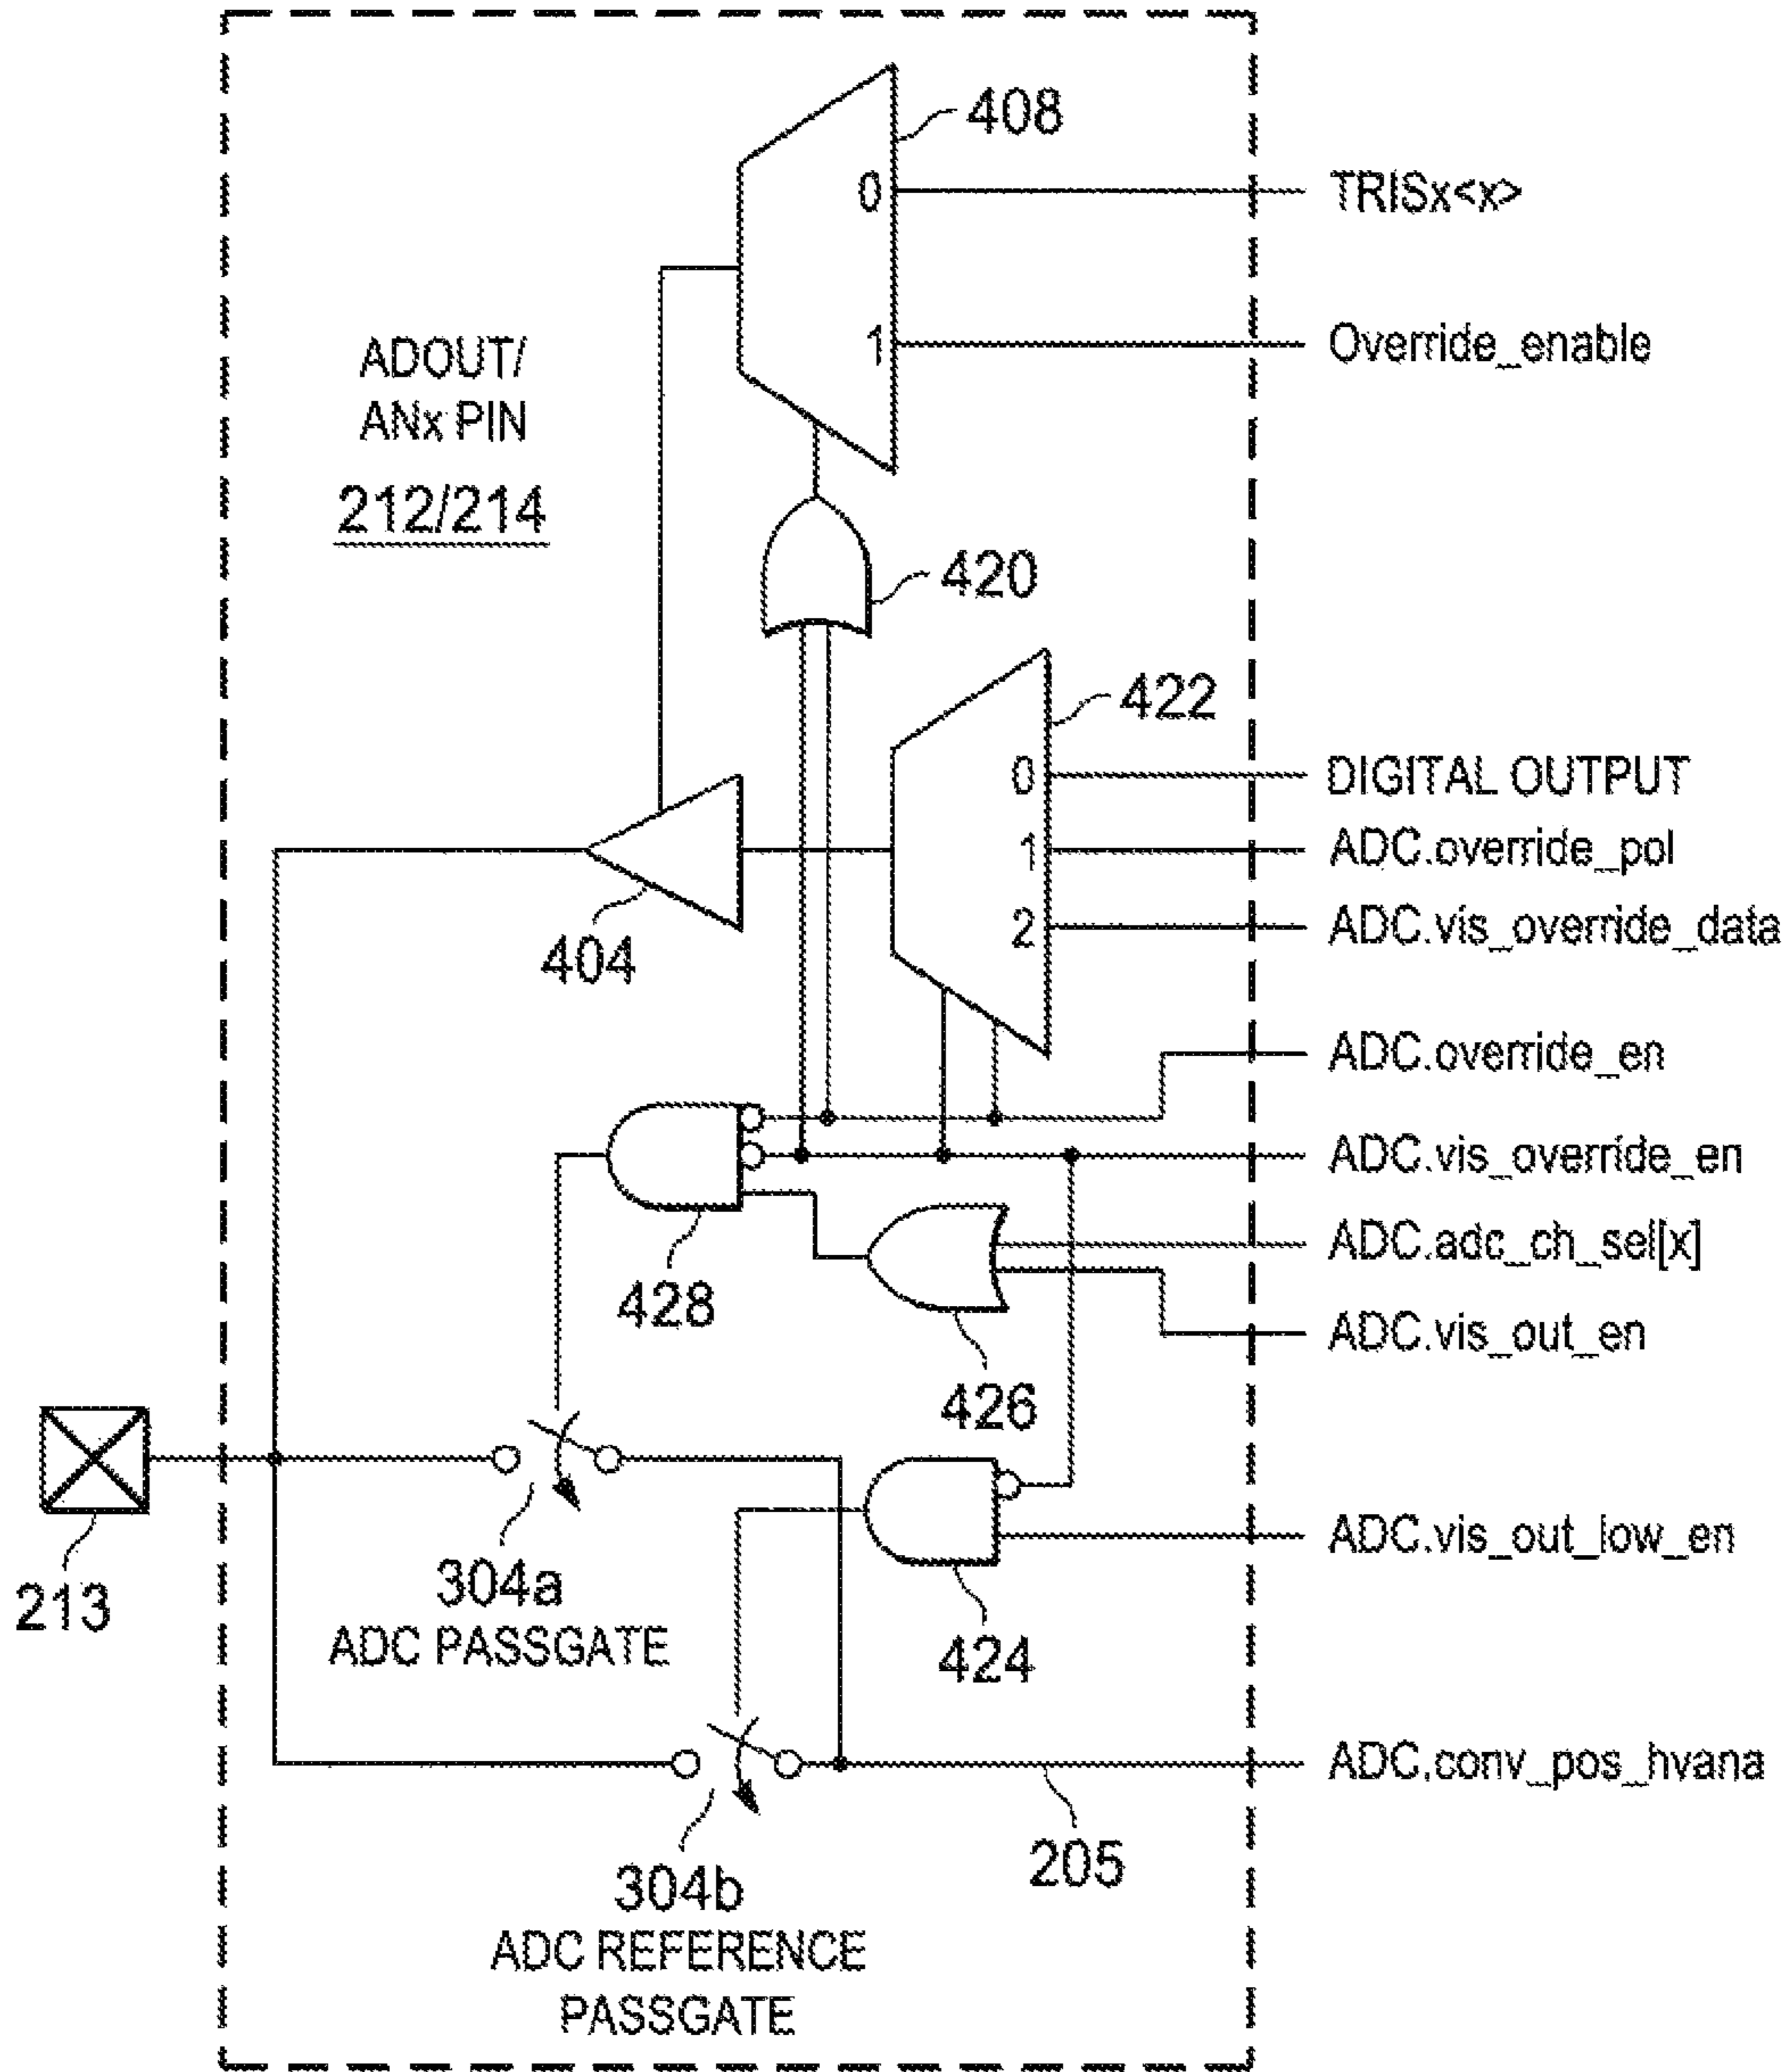 408
0
TRISx<x>
1
Override_enable
ADOUT/
ANx PIN
212/214
420
422
0
DIGITAL OUTPUT
1
ADC.override_pol
2
ADC.vis_override_data
404
ADC.override_en
ADC.vis_override_en
ADC.adc_ch_sel[x]
428
ADC.vis_out_en
426
213
304a
ADC PASSGATE
ADC.vis_out_low_en
424
ADC.conv_pos_hvana
205
304b
ADC REFERENCE
PASSGATE